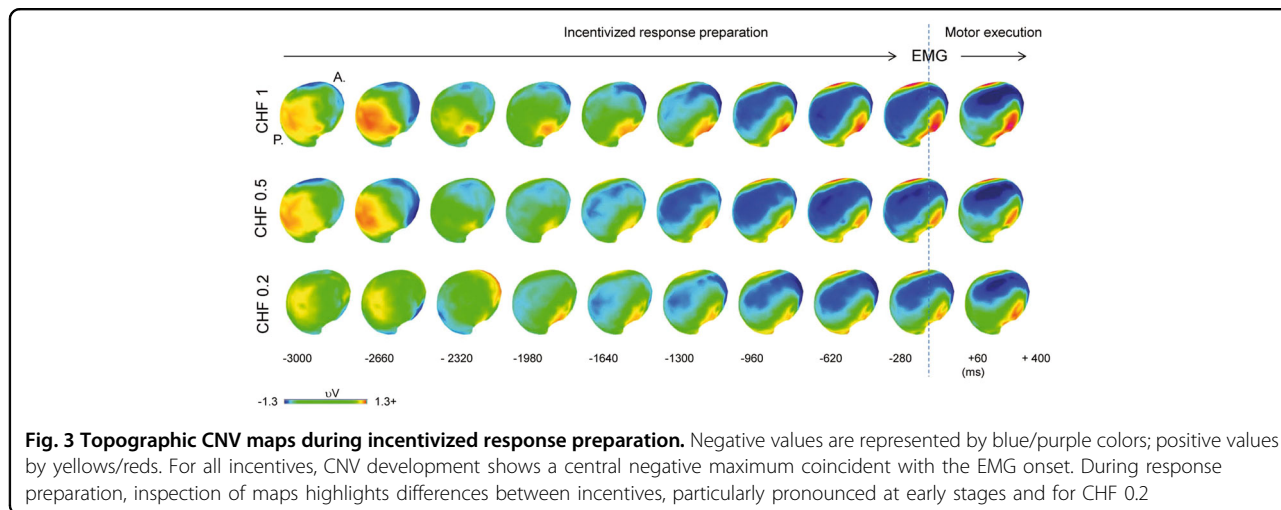 Incentivized response preparation
Motor execution
EMG
A.
CHF 1
P.
CHF 0.5
CHF 0.2
-3000 -2660 - 2320 -1980 -1640 -1300 -960 -620 -280 +60 + 400
(ms)
υV
-1.3 1.3+
Fig. 3 Topographic CNV maps during incentivized response preparation. Negative values are represented by blue/purple colors; positive values
by yellows/reds. For all incentives, CNV development shows a central negative maximum coincident with the EMG onset. During response
preparation, inspection of maps highlights differences between incentives, particularly pronounced at early stages and for CHF 0.2